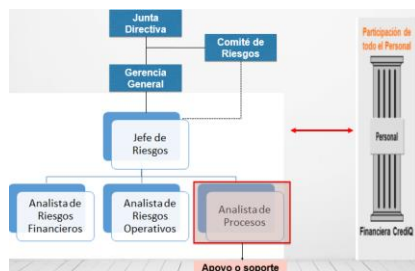 Junta
Directiva
Comité de
Riesgos
Gerencia
General
Jefe de
Riesgos
Analista de
Riesgos
Financieros
Analista de
Riesgos
Operativos
Analista de
Procesos
Apoyo o soporte
Participación de
todo el Personal
Personal
Financiera CrediQ